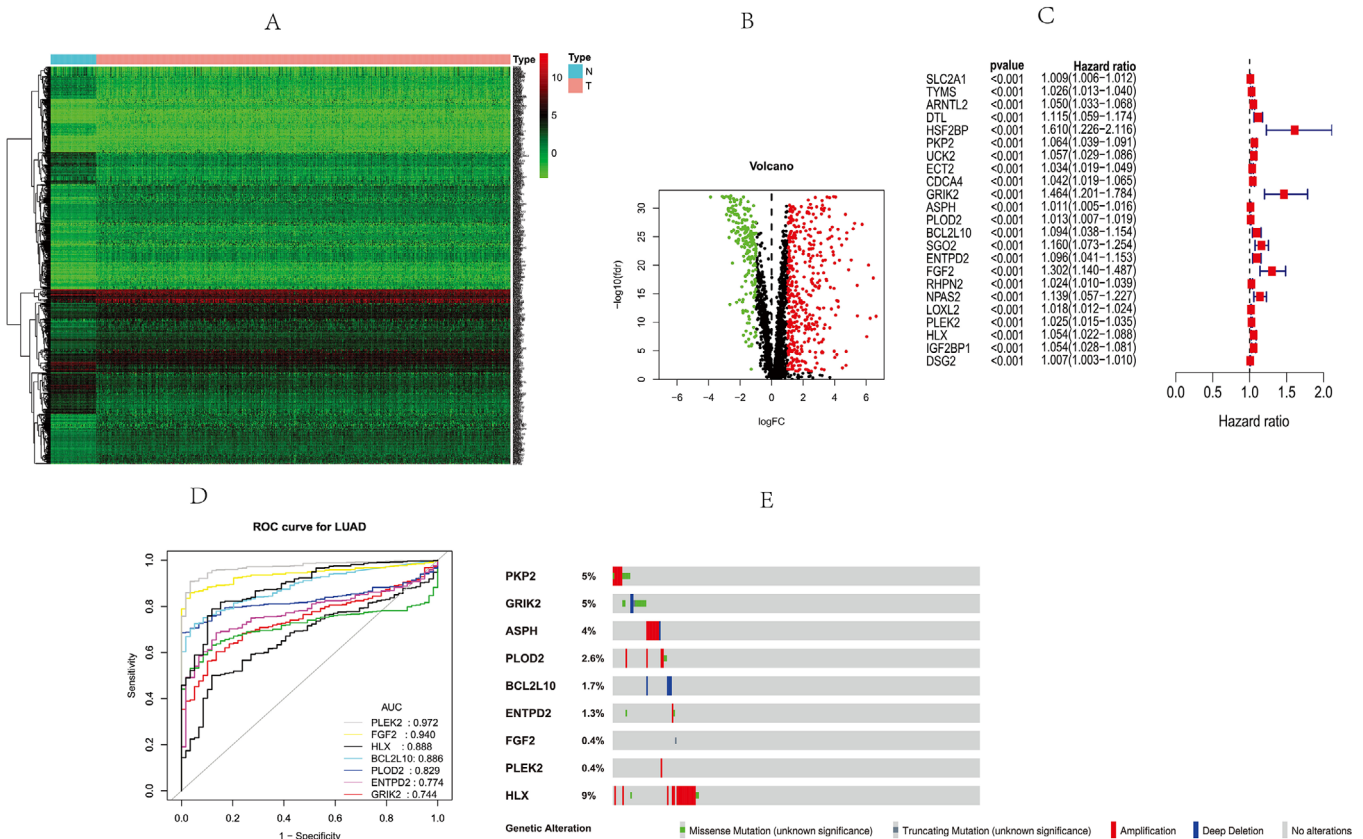 A
Type
10
5
0
Type
N
T
B
Volcano
30
25
20
15
10
5
0
−log10(fdr)
−6 −4 −2 0 2 4 6
logFC
C
pvalue Hazard ratio
SLC2A1 <0.001 1.009(1.006−1.012)
TYMS <0.001 1.026(1.013−1.040)
ARNTL2 <0.001 1.050(1.033−1.068)
DTL <0.001 1.115(1.059−1.174)
HSF2BP <0.001 1.610(1.226−2.116)
PKP2 <0.001 1.064(1.039−1.091)
UCK2 <0.001 1.057(1.029−1.086)
ECT2 <0.001 1.034(1.019−1.049)
CDCA4 <0.001 1.042(1.019−1.065)
GRIK2 <0.001 1.464(1.201−1.784)
ASPH <0.001 1.011(1.005−1.016)
PLOD2 <0.001 1.013(1.007−1.019)
BCL2L10 <0.001 1.094(1.038−1.154)
SGO2 <0.001 1.160(1.073−1.254)
ENTPD2 <0.001 1.096(1.041−1.153)
FGF2 <0.001 1.302(1.140−1.487)
RHPN2 <0.001 1.024(1.010−1.039)
NPAS2 <0.001 1.139(1.057−1.227)
LOXL2 <0.001 1.018(1.012−1.024)
PLEK2 <0.001 1.025(1.015−1.035)
HLX <0.001 1.054(1.022−1.088)
IGF2BP1 <0.001 1.054(1.028−1.081)
DSG2 <0.001 1.007(1.003−1.010)
0.0 0.5 1.0 1.5 2.0
Hazard ratio
D
ROC curve for LUAD
1.0
0.8
0.6
0.4
0.2
0.0
Sensitivity
AUC
PLEK2 : 0.972
FGF2 : 0.940
HLX : 0.888
BCL2L10: 0.886
PLOD2 : 0.829
ENTPD2 : 0.774
GRIK2 : 0.744
0.0 0.2 0.4 0.6 0.8 1.0
1 − Specificity
E
PKP2 5%
GRIK2 5%
ASPH 4%
PLOD2 2.6%
BCL2L10 1.7%
ENTPD2 1.3%
FGF2 0.4%
PLEK2 0.4%
HLX 9%
Genetic Alteration Missense Mutation (unknown significance) Truncating Mutation (unknown significance) Amplification Deep Deletion No alterations